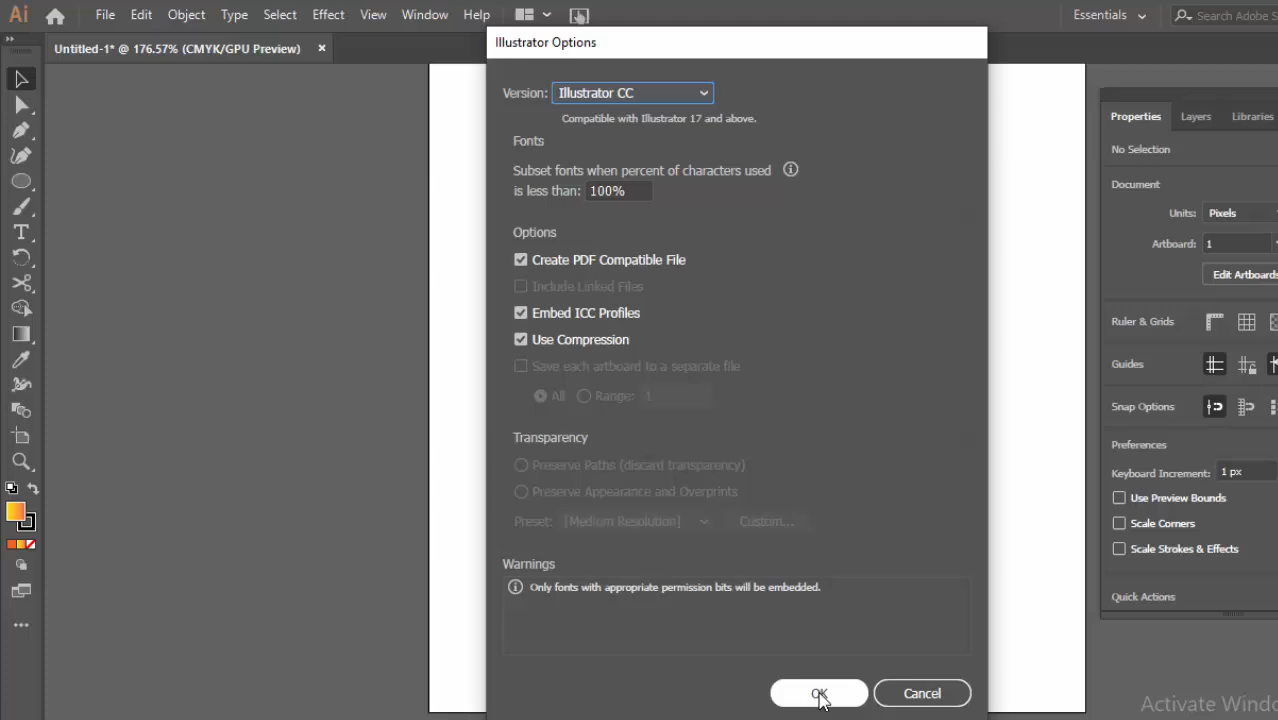 Ai File Edit Object Type Select Effect View Window Help Essentials Search Adobe S
Untitled-1* @ 176.57% (CMYK/GPU Preview) ×
Illustrator Options
Version: Illustrator CC
Compatible with Illustrator 17 and above.
Fonts
Subset fonts when percent of characters used
is less than: 100%
Options
Create PDF Compatible File
Include Linked Files
Embed ICC Profiles
Use Compression
Save each artboard to a separate file
All Range: 1
Transparency
Preserve Paths (discard transparency)
Preserve Appearance and Overprints
Preset: [Medium Resolution] Custom...
Warnings
Only fonts with appropriate permission bits will be embedded.
OK Cancel
Properties Layers Libraries
No Selection
Document
Units: Pixels
Artboard: 1
Edit Artboards
Ruler & Grids
Guides
Snap Options
Preferences
Keyboard Increment: 1 px
Use Preview Bounds
Scale Corners
Scale Strokes & Effects
Quick Actions
Activate Windo